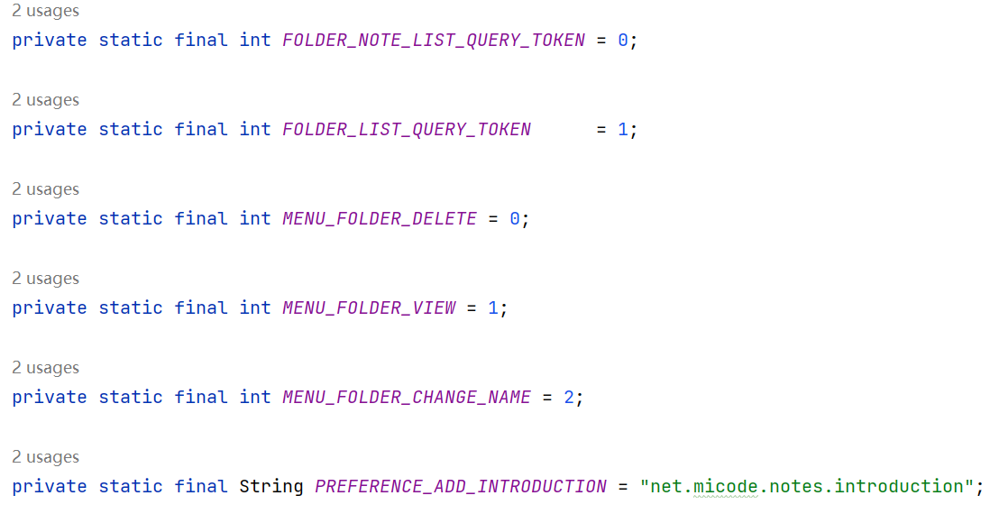 2 usages
private static final int FOLDER_NOTE_LIST_QUERY_TOKEN = 0;
2 usages
private static final int FOLDER_LIST_QUERY_TOKEN      = 1;
2 usages
private static final int MENU_FOLDER_DELETE = 0;
2 usages
private static final int MENU_FOLDER_VIEW = 1;
2 usages
private static final int MENU_FOLDER_CHANGE_NAME = 2;
2 usages
private static final String PREFERENCE_ADD_INTRODUCTION = "net.micode.notes.introduction";